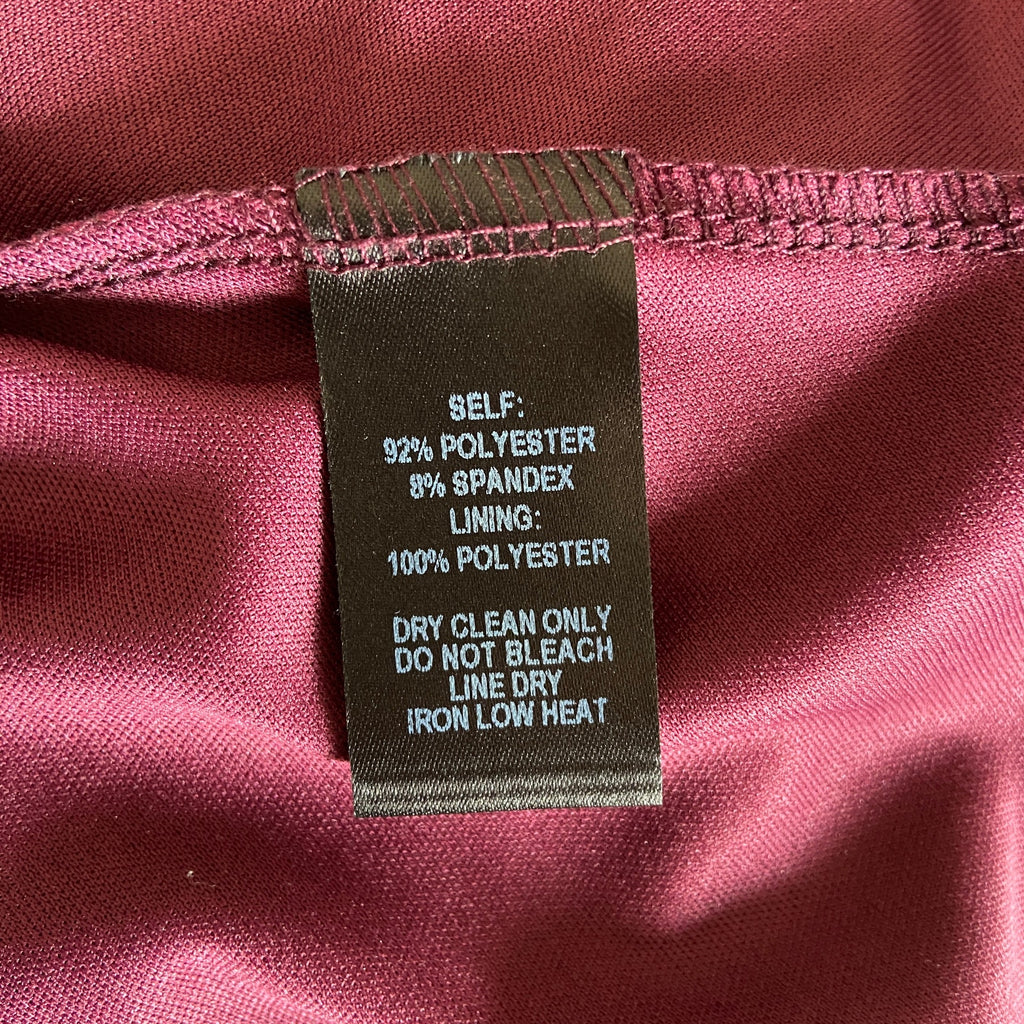 SELF:
92% POLYESTER
8% SPANDEX
LINING:
100% POLYESTER
DRY CLEAN ONLY
DO NOT BLEACH
LINE DRY
IRON LOW HEAT